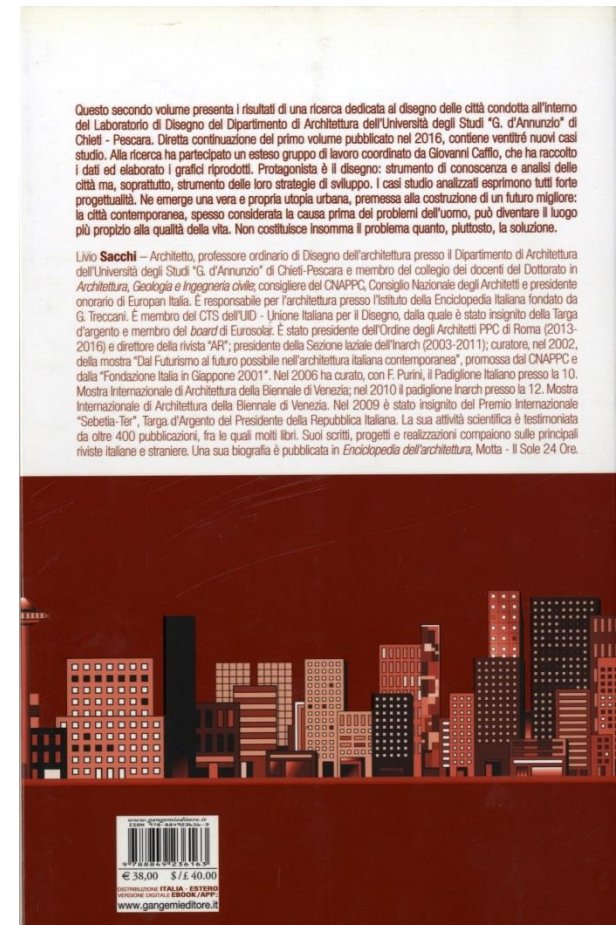 Questo secondo volume presenta i risultati di una ricerca dedicata al disegno delle città condotta all'interno
del Laboratorio di Disegno del Dipartimento di Architettura dell'Università degli Studi "G. d'Annunzio" di
Chieti - Pescara. Diretta continuazione del primo volume pubblicato nel 2016, contiene ventitré nuovi casi
studio. Alla ricerca ha partecipato un esteso gruppo di lavoro coordinato da Giovanni Caffio, che ha raccolto
i dati ed elaborato i grafici riprodotti. Protagonista è il disegno: strumento di conoscenza e analisi delle
città ma, soprattutto, strumento delle loro strategie di sviluppo. I casi studio analizzati esprimono tutti forte
progettualità. Ne emerge una vera e propria utopia urbana, premessa alla costruzione di un futuro migliore:
la città contemporanea, spesso considerata la causa prima dei problemi dell'uomo, può diventare il luogo
più propizio alla qualità della vita. Non costituisce insomma il problema quanto, piuttosto, la soluzione.
Livio Sacchi – Architetto, professore ordinario di Disegno dell'architettura presso il Dipartimento di Architettura
dell'Università degli Studi "G. d'Annunzio" di Chieti-Pescara e membro del collegio dei docenti del Dottorato in
Architettura, Geologia e Ingegneria civile; consigliere del CNAPPC, Consiglio Nazionale degli Architetti e presidente
onorario di Europan Italia. È responsabile per l'architettura presso l'Istituto della Enciclopedia Italiana fondato da
G. Treccani. È membro del CTS dell'UID - Unione Italiana per il Disegno, dalla quale è stato insignito della Targa
d'argento e membro del board di Eurosolar. È stato presidente dell'Ordine degli Architetti PPC di Roma (2013-
2016) e direttore della rivista "AR"; presidente della Sezione laziale dell'Inarch (2003-2011); curatore, nel 2002,
della mostra "Dal Futurismo al futuro possibile nell'architettura italiana contemporanea", promossa dal CNAPPC e
dalla "Fondazione Italia in Giappone 2001". Nel 2006 ha curato, con F. Purini, il Padiglione Italiano presso la 10.
Mostra Internazionale di Architettura della Biennale di Venezia; nel 2010 il padiglione Inarch presso la 12. Mostra
Internazionale di Architettura della Biennale di Venezia. Nel 2009 è stato insignito del Premio Internazionale
"Sebetia-Ter", Targa d'Argento del Presidente della Repubblica Italiana. La sua attività scientifica è testimoniata
da oltre 400 pubblicazioni, fra le quali molti libri. Suoi scritti, progetti e realizzazioni compaiono sulle principali
riviste italiane e straniere. Una sua biografia è pubblicata in Enciclopedia dell'architettura, Motta - Il Sole 24 Ore.
www.gangemieditore.it
ISBN 978-884923616-3
9 788849 236163
€ 38,00 $/£ 40.00
DISTRIBUZIONE ITALIA - ESTERO
VERSIONE DIGITALE EBOOK/APP:
www.gangemieditore.it